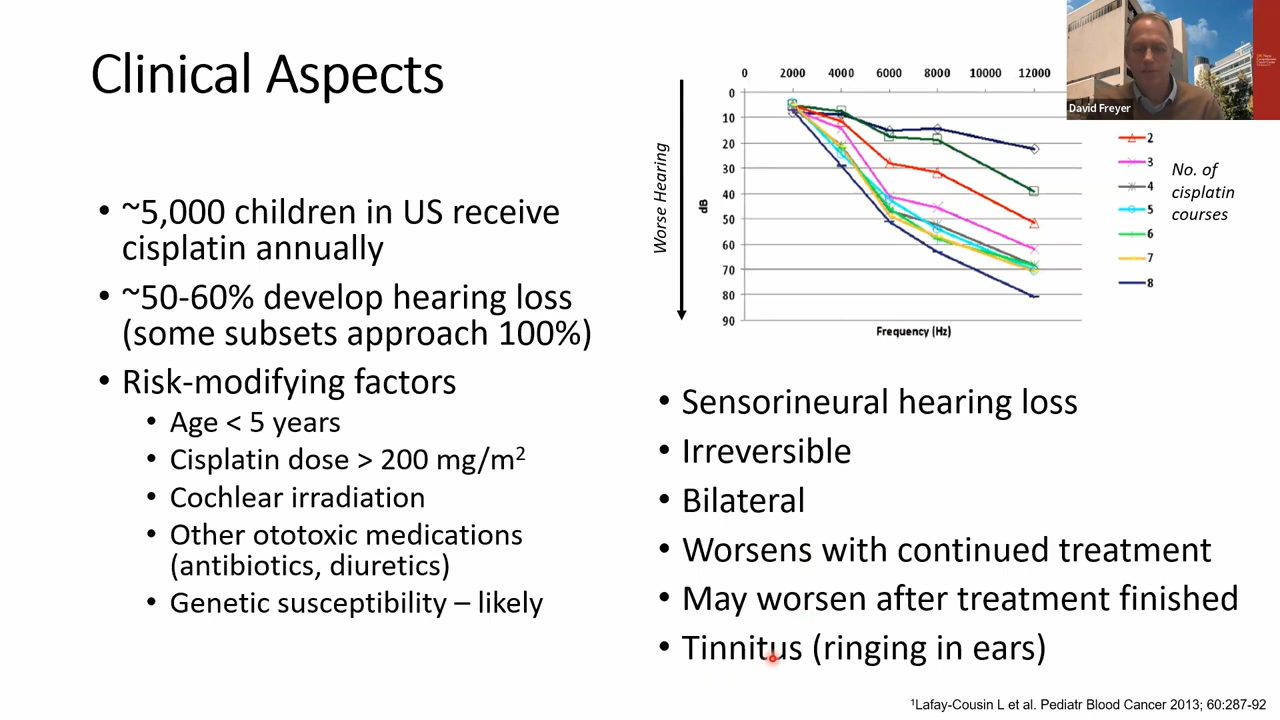 Clinical Aspects
• ~5,000 children in US receive
cisplatin annually
• ~50-60% develop hearing loss
(some subsets approach 100%)
• Risk-modifying factors
• Age < 5 years
• Cisplatin dose > 200 mg/m²
• Cochlear irradiation
• Other ototoxic medications
(antibiotics, diuretics)
• Genetic susceptibility – likely
Worse Hearing
0 2000 4000 6000 8000 10000 12000
dB
0
10
20
30
40
50
60
70
80
90
Frequency (Hz)
David Freyer
2
3
4
5
6
7
8
No. of
cisplatin
courses
• Sensorineural hearing loss
• Irreversible
• Bilateral
• Worsens with continued treatment
• May worsen after treatment finished
• Tinnitus (ringing in ears)
¹Lafay-Cousin L et al. Pediatr Blood Cancer 2013; 60:287-92